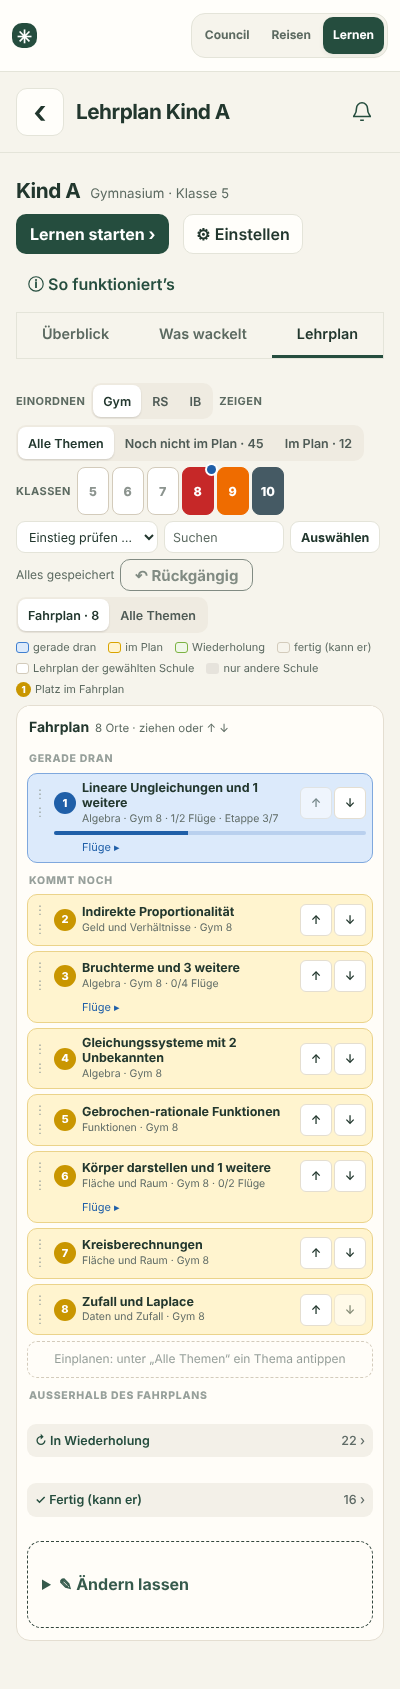 Council Reisen Lernen
‹ Lehrplan Kind A
Kind A Gymnasium · Klasse 5
Lernen starten › ⚙ Einstellen
ⓘ So funktioniert’s
Überblick Was wackelt Lehrplan
EINORDNEN Gym RS IB ZEIGEN
Alle Themen Noch nicht im Plan · 45 Im Plan · 12
KLASSEN 5 6 7 8 9 10
Einstieg prüfen ... Suchen Auswählen
Alles gespeichert ↶ Rückgängig
Fahrplan · 8 Alle Themen
gerade dran im Plan Wiederholung fertig (kann er)
Lehrplan der gewählten Schule nur andere Schule
1 Platz im Fahrplan
Fahrplan 8 Orte · ziehen oder ↑ ↓
GERADE DRAN
1 Lineare Ungleichungen und 1 weitere ↑ ↓
Algebra · Gym 8 · 1/2 Flüge · Etappe 3/7
Flüge ▸
KOMMT NOCH
2 Indirekte Proportionalität ↑ ↓
Geld und Verhältnisse · Gym 8
3 Bruchterme und 3 weitere ↑ ↓
Algebra · Gym 8 · 0/4 Flüge
Flüge ▸
4 Gleichungssysteme mit 2 Unbekannten ↑ ↓
Algebra · Gym 8
5 Gebrochen-rationale Funktionen ↑ ↓
Funktionen · Gym 8
6 Körper darstellen und 1 weitere ↑ ↓
Fläche und Raum · Gym 8 · 0/2 Flüge
Flüge ▸
7 Kreisberechnungen ↑ ↓
Fläche und Raum · Gym 8
8 Zufall und Laplace ↑ ↓
Daten und Zufall · Gym 8
Einplanen: unter „Alle Themen“ ein Thema antippen
AUSSERHALB DES FAHRPLANS
↻ In Wiederholung 22 ›
✓ Fertig (kann er) 16 ›
▶ ✎ Ändern lassen